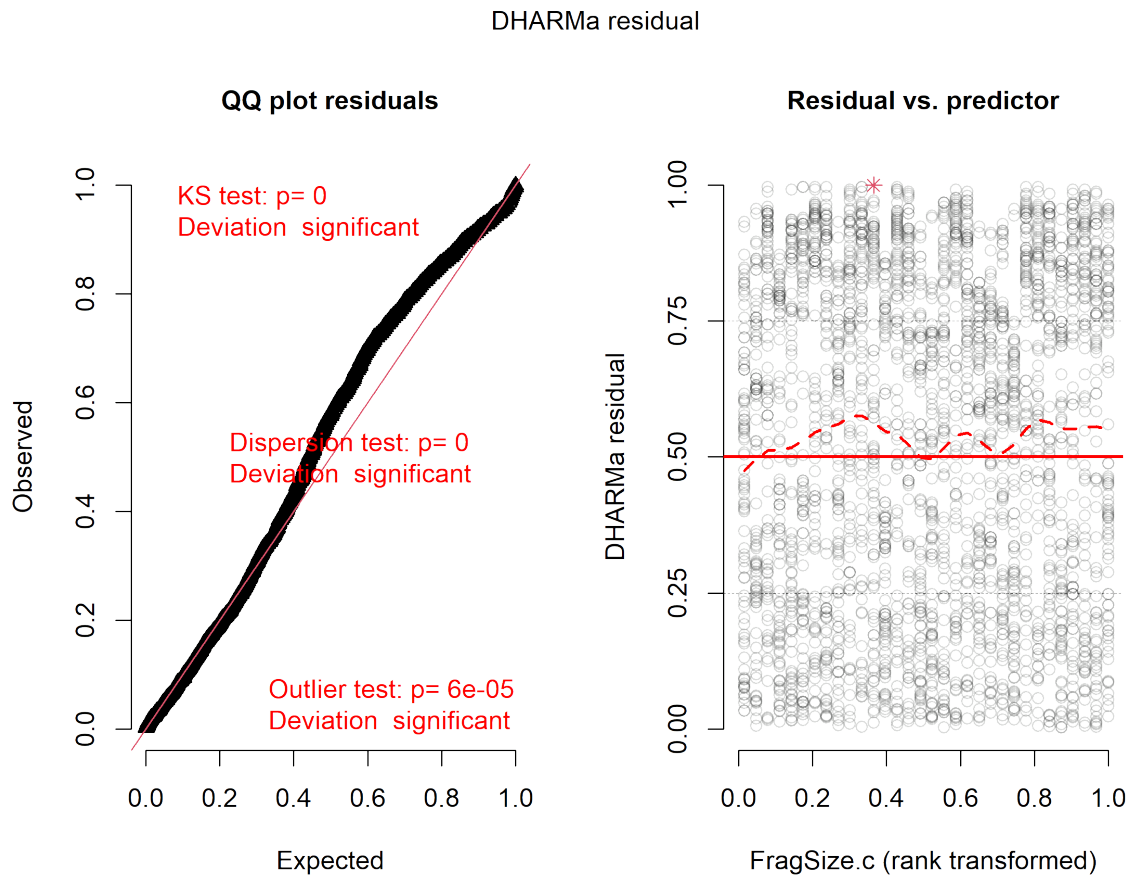 DHARMa residual
QQ plot residuals
KS test: p= 0
Deviation  significant
Dispersion test: p= 0
Deviation  significant
Outlier test: p= 6e-05
Deviation  significant
Observed
0.0 0.2 0.4 0.6 0.8 1.0
0.0 0.2 0.4 0.6 0.8 1.0
Expected
Residual vs. predictor
DHARMa residual
0.00 0.25 0.50 0.75 1.00
0.0 0.2 0.4 0.6 0.8 1.0
FragSize.c (rank transformed)